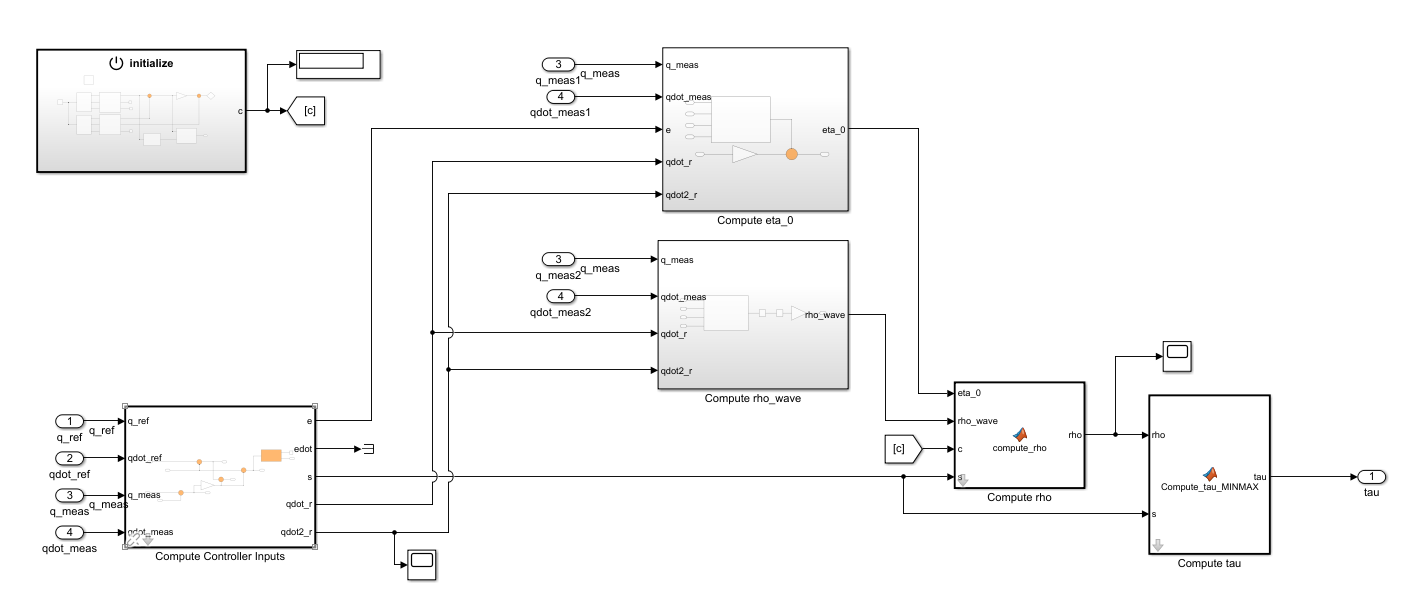 initialize
c
[c]
3
q_meas
q_meas1
4
qdot_meas1
q_meas
qdot_meas
e
qdot_r
qdot2_r
eta_0
Compute eta_0
3
q_meas
q_meas2
4
qdot_meas2
q_meas
qdot_meas
qdot_r
qdot2_r
rho_wave
Compute rho_wave
1
q_ref
q_ref
2
qdot_ref
3
q_meas
q_meas
4
qdot_meas
q_ref
qdot_ref
q_meas
qdot_meas
e
edot
s
qdot_r
qdot2_r
Compute Controller Inputs
[c]
eta_0
rho_wave
c
s
compute_rho
rho
Compute rho
rho
s
Compute_tau_MINMAX
tau
Compute tau
1
tau